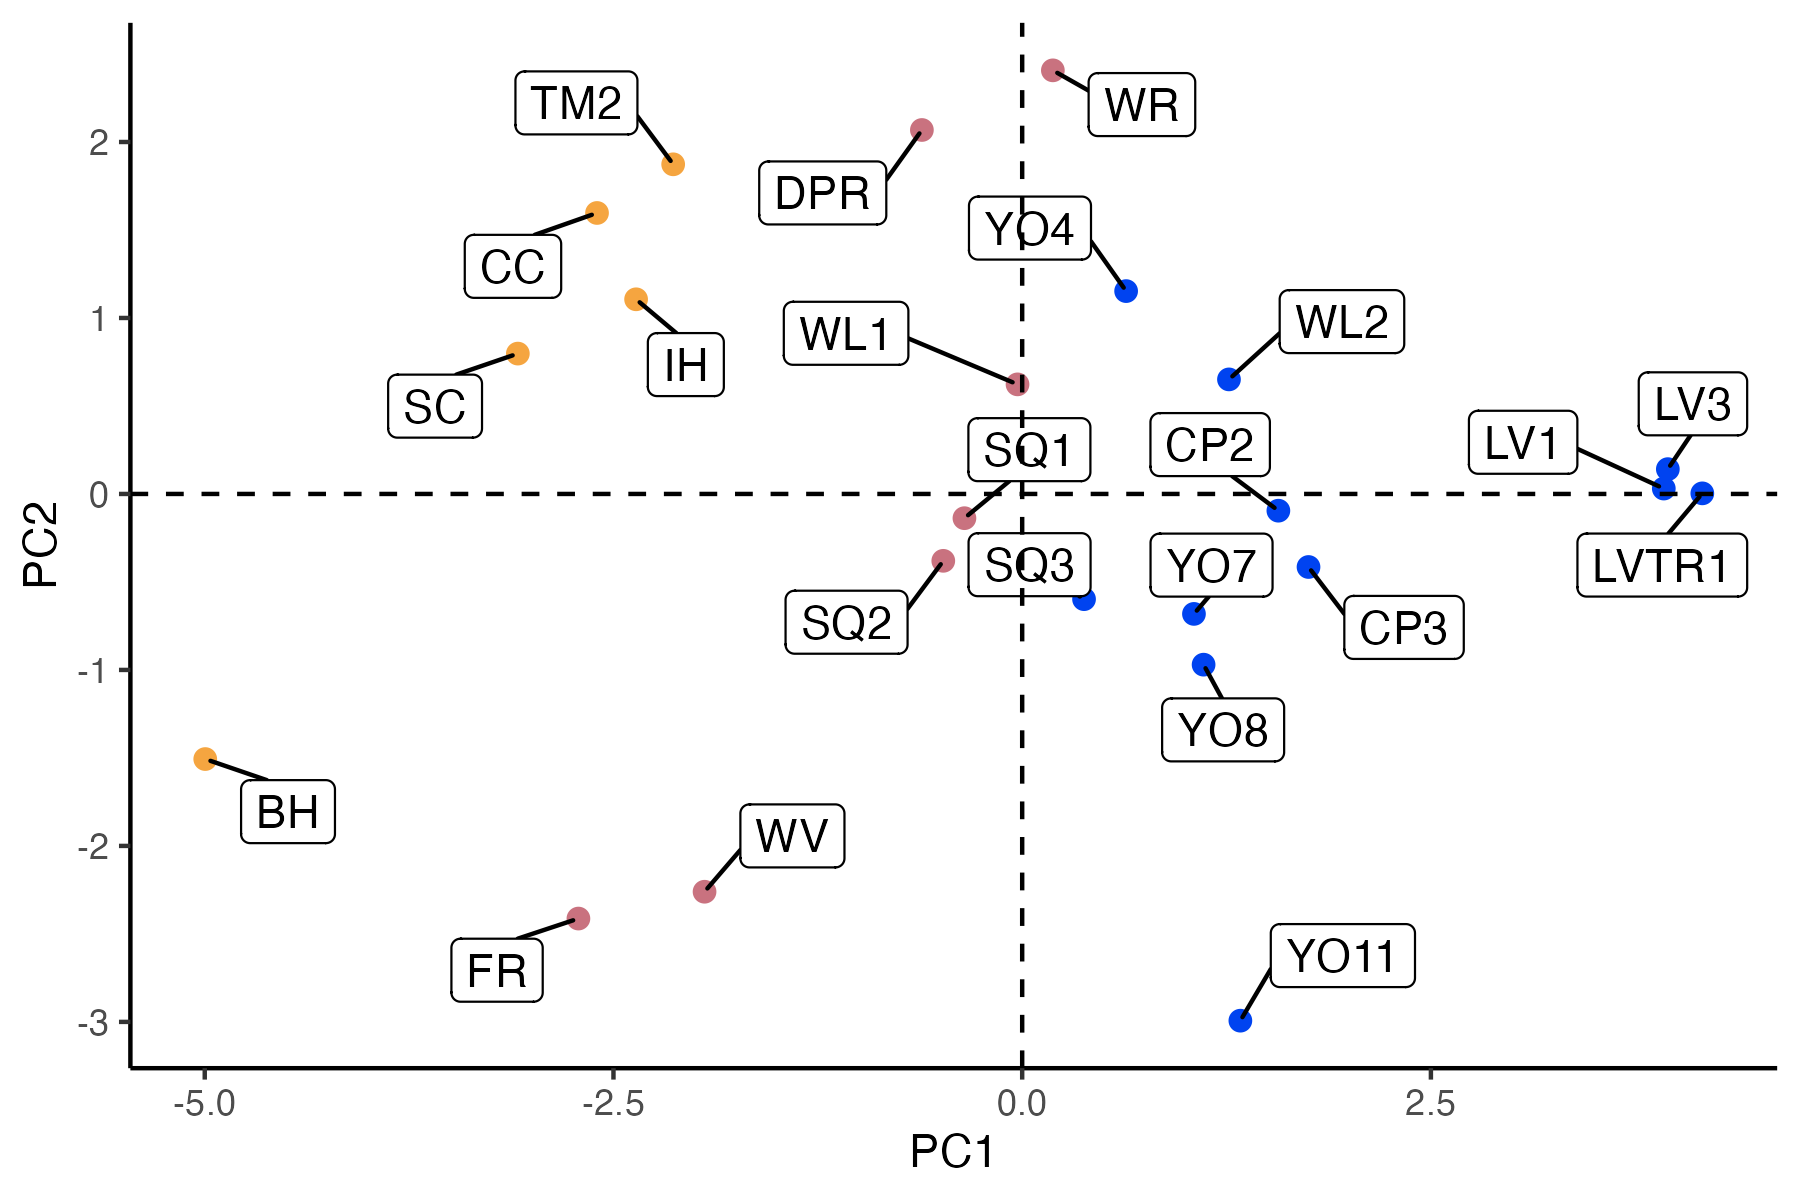 WR
TM2
2
DPR
YO4
CC
1
WL2
WL1
IH
SC
LV3
LV1
SQ1
CP2
0
PC2
SQ3
YO7
LVTR1
SQ2
CP3
-1
YO8
BH
WV
-2
YO11
FR
-3
-5.0 -2.5 0.0 2.5
PC1